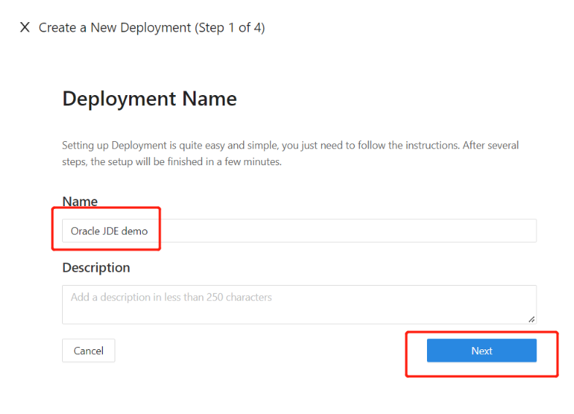 X Create a New Deployment (Step 1 of 4)
Deployment Name
Setting up Deployment is quite easy and simple, you just need to follow the instructions. After several
steps, the setup will be finished in a few minutes.
Name
Oracle JDE demo
Description
Add a description in less than 250 characters
Cancel
Next